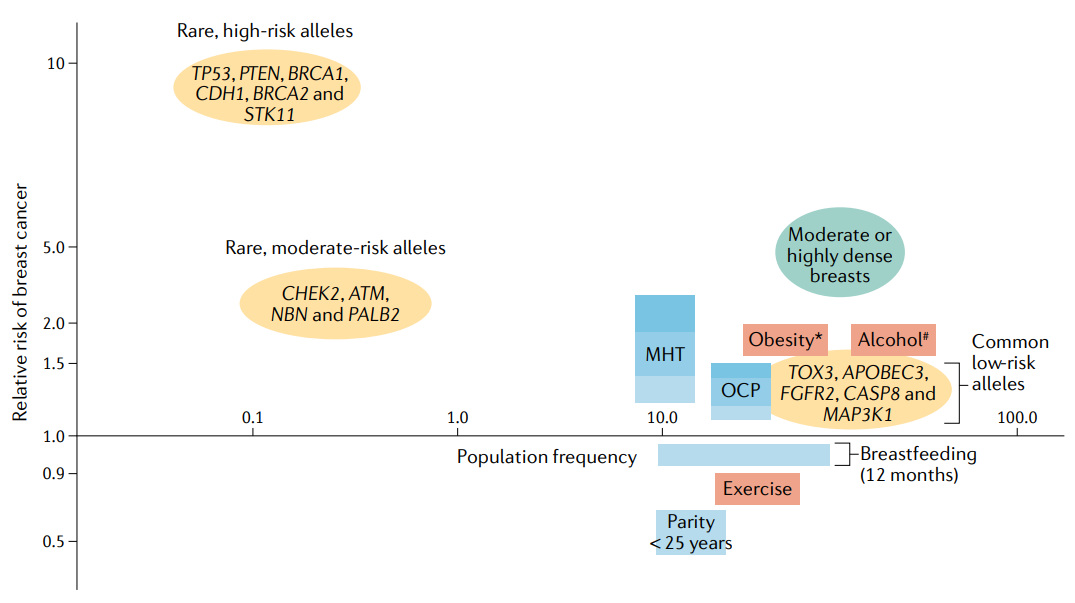 Rare, high-risk alleles
10
TP53, PTEN, BRCA1,
CDH1, BRCA2 and
STK11
Relative risk of breast cancer
5.0
Rare, moderate-risk alleles
Moderate or
highly dense
breasts
CHEK2, ATM,
NBN and PALB2
2.0
MHT
Obesity*
Alcohol#
Common
low-risk
alleles
1.5
OCP
TOX3, APOBEC3,
FGFR2, CASP8 and
MAP3K1
0.1
1.0
10.0
100.0
1.0
Population frequency
Breastfeeding
(12 months)
0.9
Exercise
Parity
< 25 years
0.5